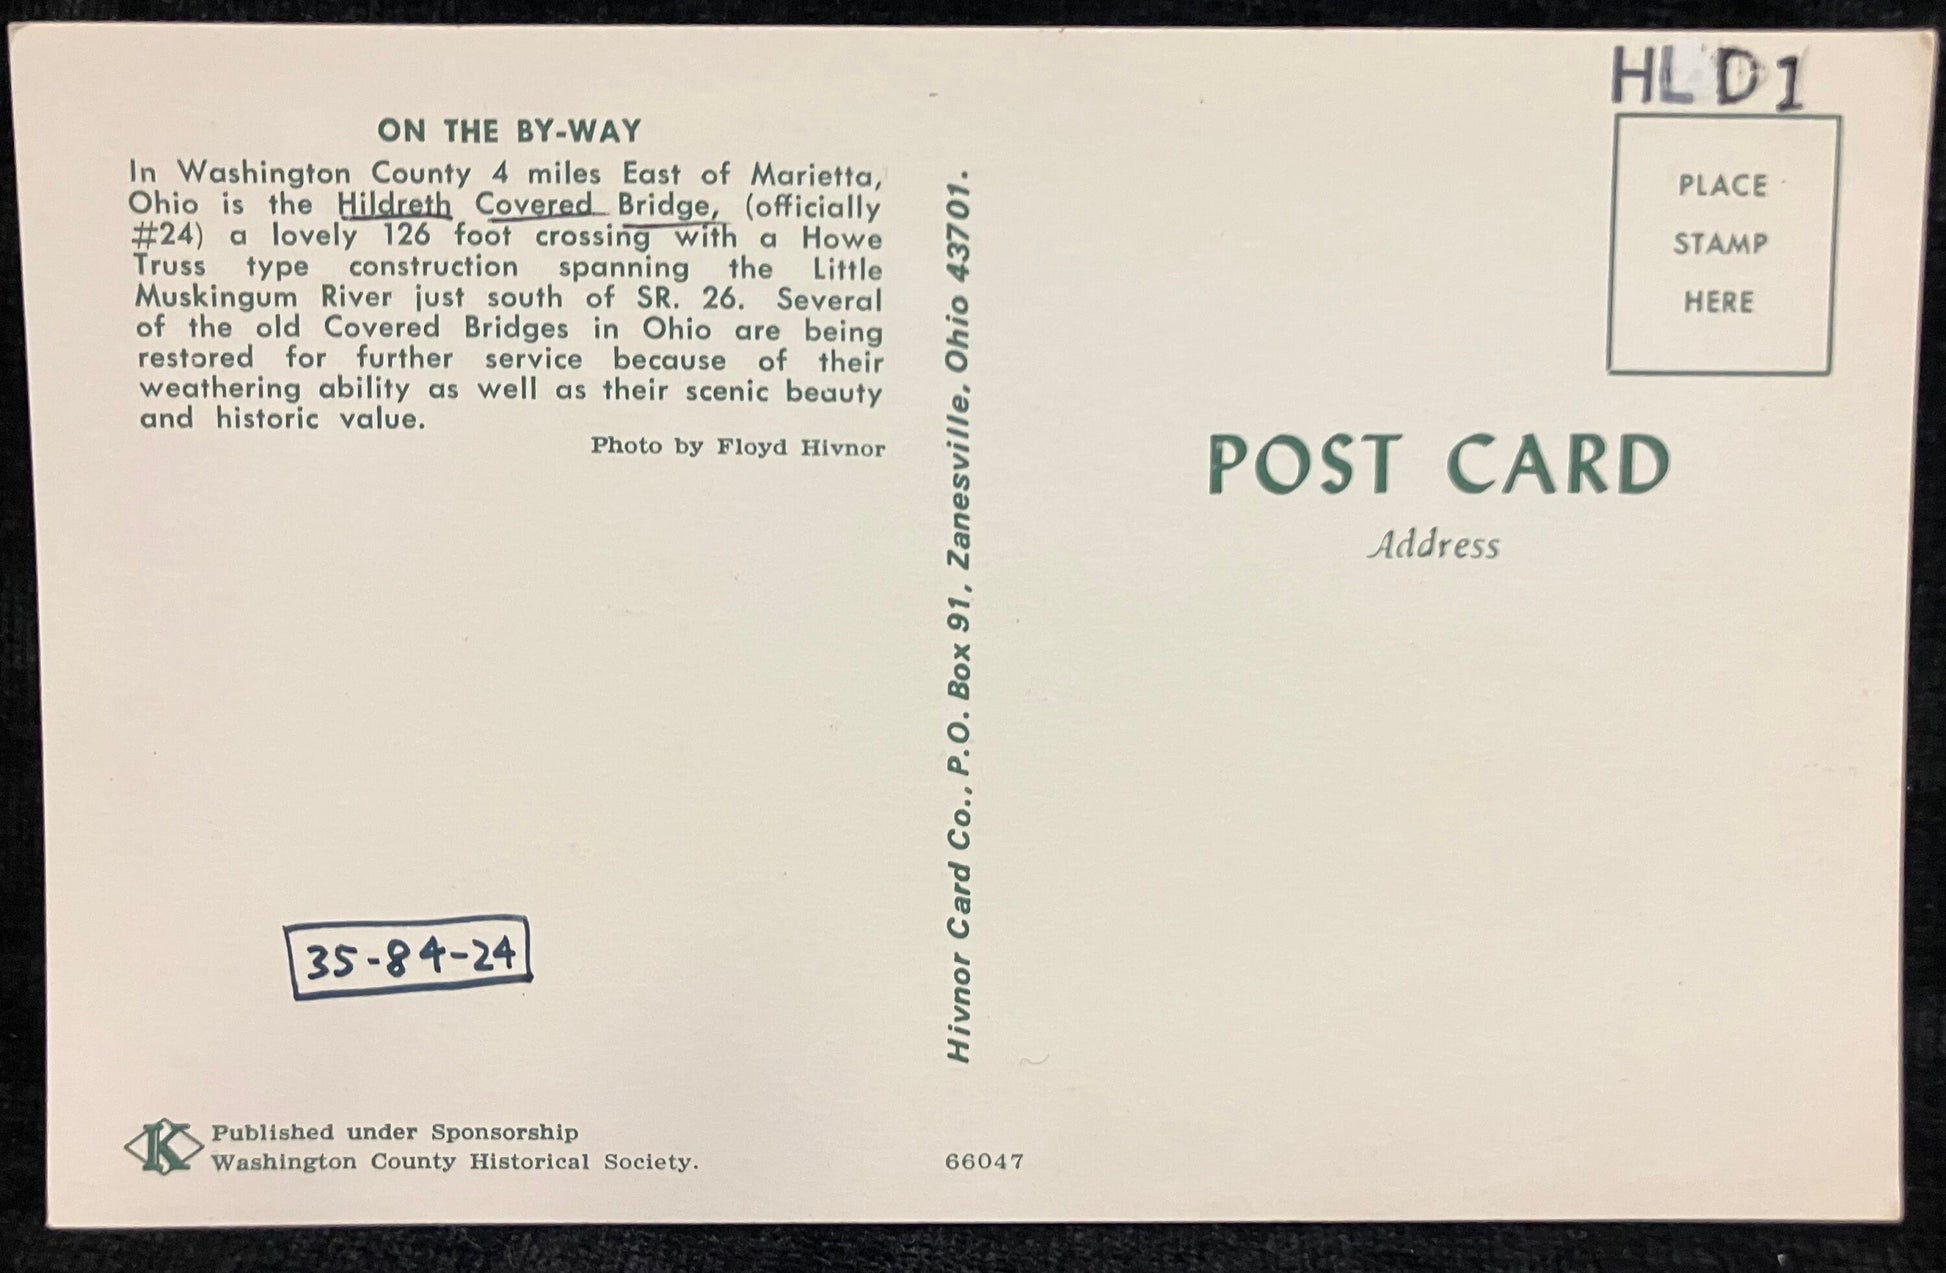 HL D1
ON THE BY-WAY
In Washington County 4 miles East of Marietta,
Ohio is the Hildreth Covered Bridge, (officially
#24) a lovely 126 foot crossing with a Howe
Truss type construction spanning the Little
Muskingum River just south of SR. 26. Several
of the old Covered Bridges in Ohio are being
restored for further service because of their
weathering ability as well as their scenic beauty
and historic value.
Photo by Floyd Hivnor
35-84-24
K
Published under Sponsorship
Washington County Historical Society.
Hivnor Card Co., P.O. Box 91, Zanesville, Ohio 43701.
66047
PLACE
STAMP
HERE
POST CARD
Address